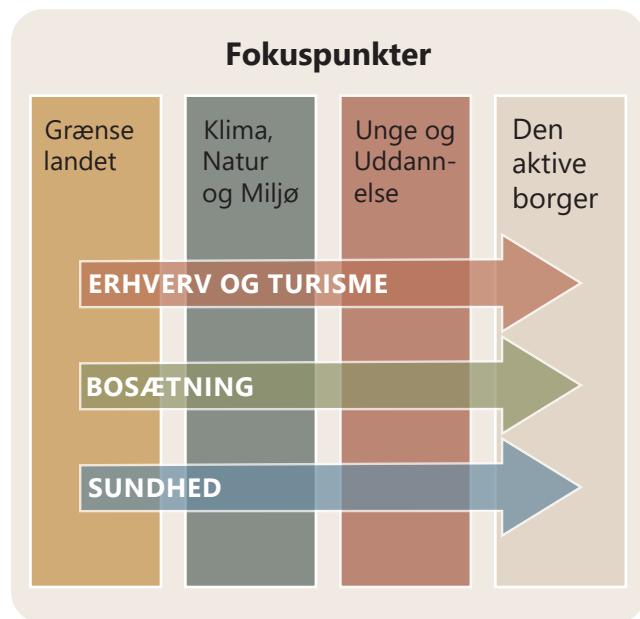 Fokuspunkter
Grænse
landet
Klima,
Natur
og Miljø
Unge og
Uddann-
else
Den
aktive
borger
ERHVERV OG TURISME
BOSÆTNING
SUNDHED